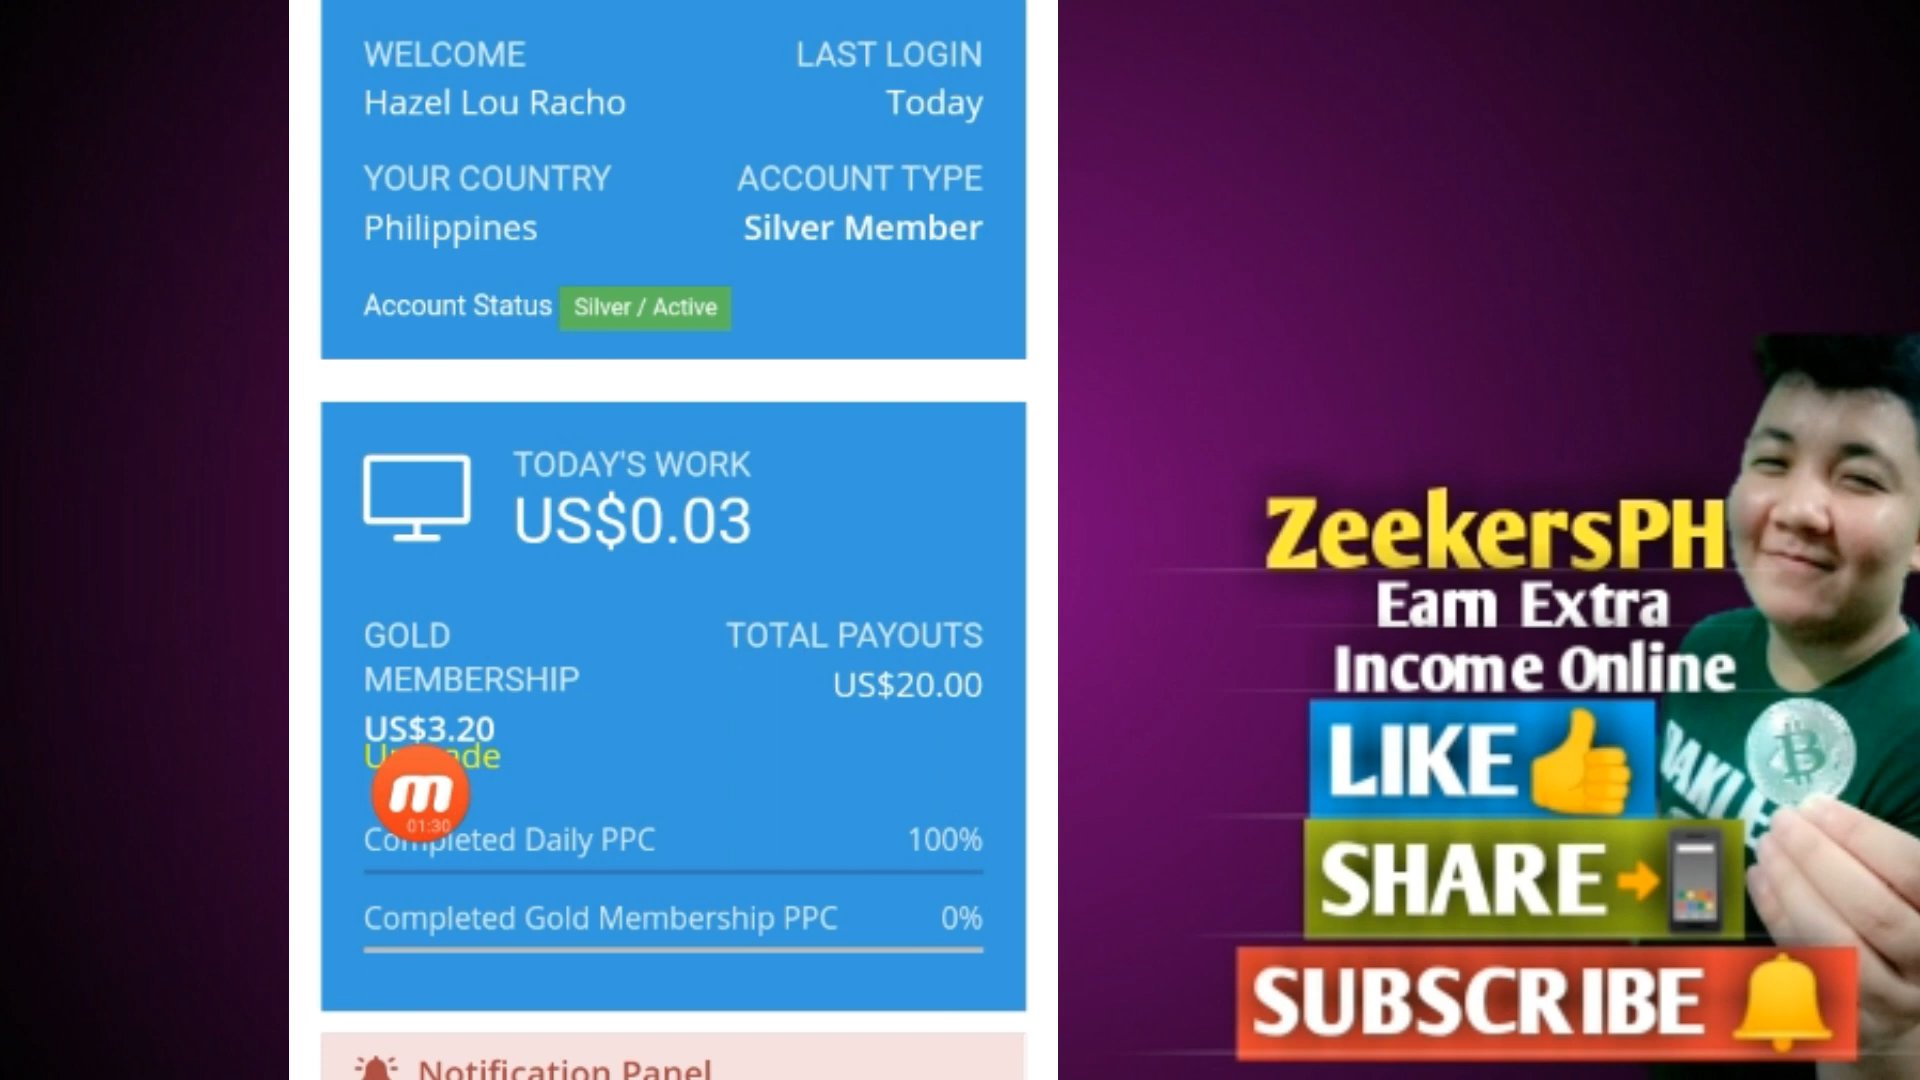 WELCOME
LAST LOGIN
Hazel Lou Racho
Today
YOUR COUNTRY
ACCOUNT TYPE
Philippines
Silver Member
Account Status Silver / Active
TODAY'S WORK
US$0.03
GOLD
MEMBERSHIP
TOTAL PAYOUTS
US$20.00
US$3.20
m
01:30
Completed Daily PPC 100%
Completed Gold Membership PPC 0%
Notification Panel
ZeekersPH
Earn Extra
Income Online
LIKE
SHARE
SUBSCRIBE